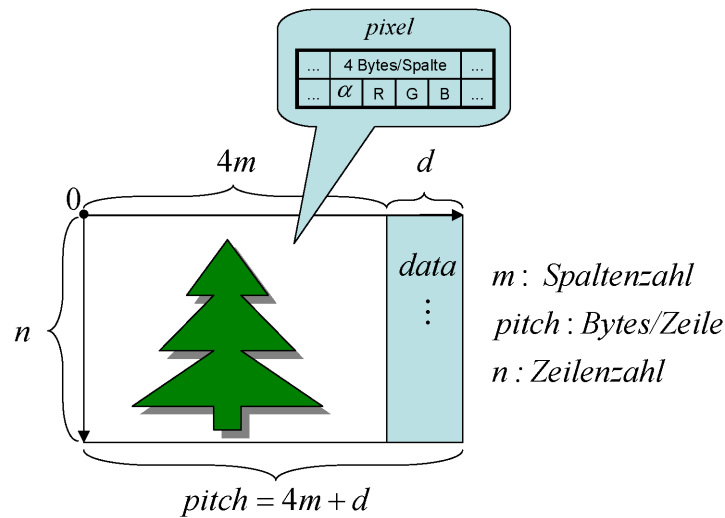 pixel
... 4 Bytes/Spalte ...
... α R G B ...
4m d
0
data
⋮
n
m : Spaltenzahl
pitch : Bytes/Zeile
n : Zeilenzahl
pitch = 4m + d